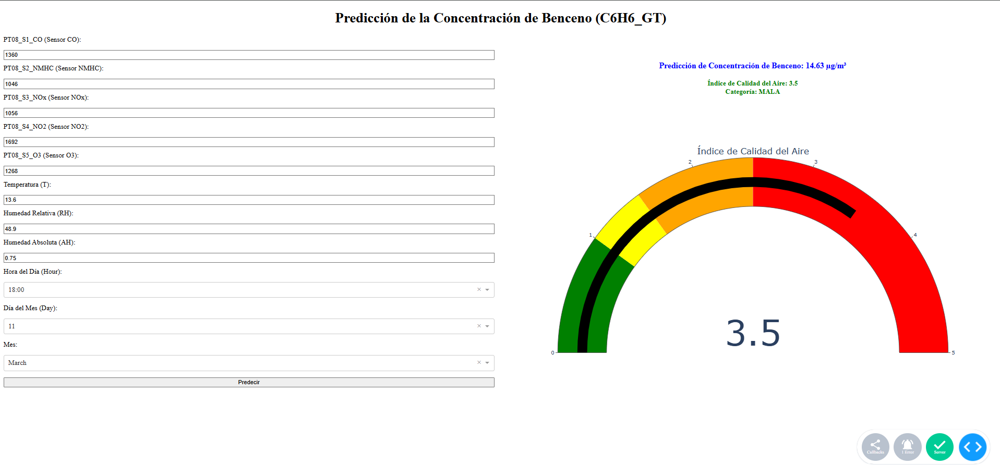 Predicción de la Concentración de Benceno (C6H6_GT)
PT08_S1_CO (Sensor CO):
1360
PT08_S2_NMHC (Sensor NMHC):
1046
PT08_S3_NOx (Sensor NOx):
1056
PT08_S4_NO2 (Sensor NO2):
1692
PT08_S5_O3 (Sensor O3):
1268
Temperatura (T):
13.6
Humedad Relativa (RH):
48.9
Humedad Absoluta (AH):
0.75
Hora del Día (Hour):
18:00
Día del Mes (Day):
11
Mes:
March
Predecir
Predicción de Concentración de Benceno: 14.63 µg/m³
Índice de Calidad del Aire: 3.5
Categoría: MALA
Índice de Calidad del Aire
0
1
2
3
4
5
3.5
Callbacks
1 Error
Server